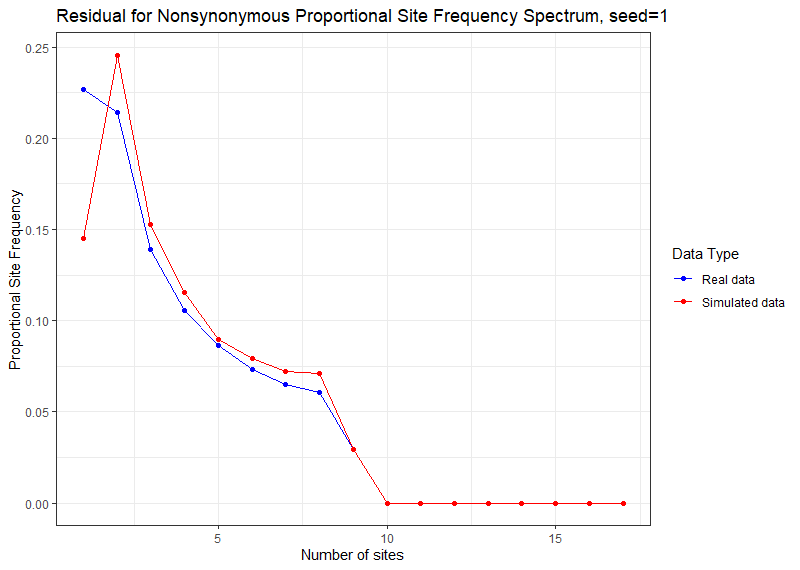 Residual for Nonsynonymous Proportional Site Frequency Spectrum, seed=1
Proportional Site Frequency
0.25
0.20
0.15
0.10
0.05
0.00
5
10
15
Number of sites
Data Type
Real data
Simulated data